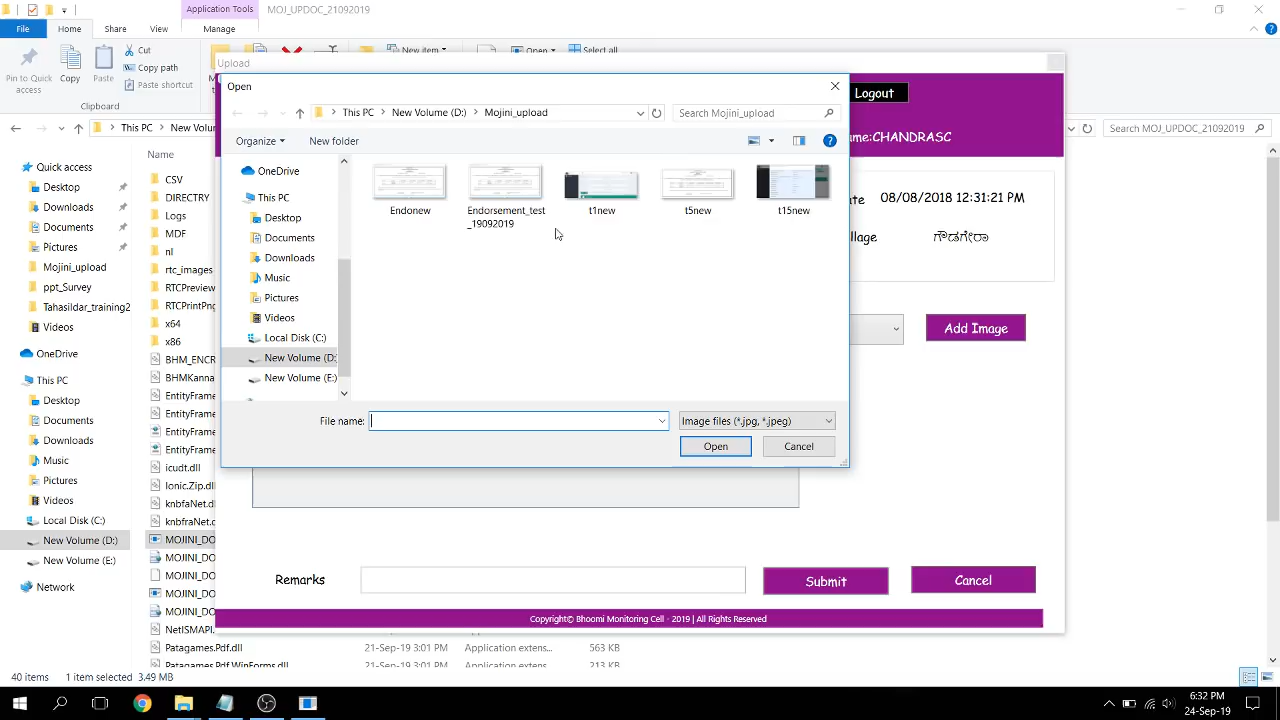 Application Tools
MOJ_UPDOC_21092019
File
Home
Share
View
Manage
Pin to Quick access
Copy
Paste
Cut
Copy path
Paste shortcut
Clipboard
New item
Open
Select all
This PC
Search MOJ_UPDOC_21092019
Name
Quick access
Desktop
Downloads
Documents
Pictures
Mojini_upload
ppt_Survey
Tahasildar_training2
Videos
OneDrive
This PC
Desktop
Documents
Downloads
Music
Pictures
Videos
Local Disk (C:)
New Volume (D:)
New Volume (E:)
Network
CSV
DIRECTRY
Logs
MDF
nl
rtc_images
RTCPreview
RTCPrintPng
x64
x86
BHM_ENCR
BHMKanna
EntityFrame
EntityFrame
EntityFrame
EntityFrame
icudt.dll
Ionic.Zip.dl
knbfaNet.d
knbfraNet.d
MOJINI_DO
MOJINI_DO
MOJINI_DO
MOJINI_DO
MOJINI_DO
NetISMAPI.
Patagames.Pdf.dll 21-Sep-19 3:01 PM Application extens... 563 KB
Patagames.Pdf.WinForms.dll 21-Sep-19 3:01 PM Application extens... 213 KB
40 items 1 item selected 3.49 MB
Upload
Logout
me:CHANDRASC
ate 08/08/2018 12:31:21 PM
illage ಗೌಡಗೇರಾ
Add Image
Remarks
Submit
Cancel
Copyright© Bhoomi Monitoring Cell - 2019 | All Rights Reserved
Open
This PC
New Volume (D:)
Mojini_upload
Search Mojini_upload
Organize
New folder
OneDrive
This PC
Desktop
Documents
Downloads
Music
Pictures
Videos
Local Disk (C:)
New Volume (D:
New Volume (E:)
Endonew
Endorsement_test
_19092019
t1new
t5new
t15new
File name:
Image files (*.jpg, *.jpeg)
Open
Cancel
6:32 PM
24-Sep-19